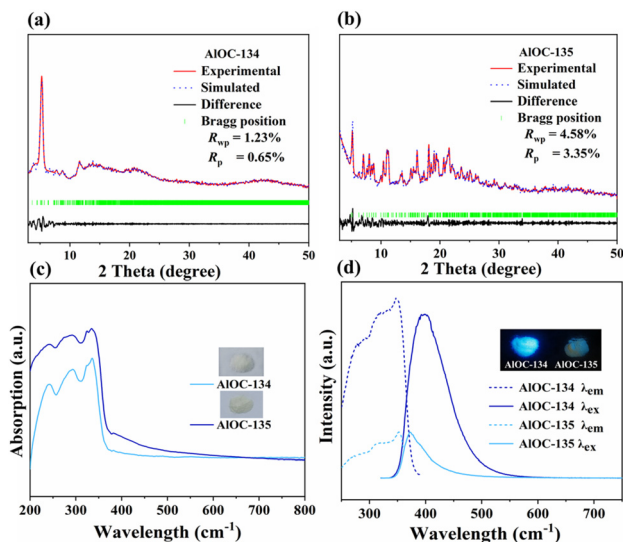 (a)
AlOC-134
Experimental
Simulated
Difference
Bragg position
Rwp = 1.23%
Rp = 0.65%
10 20 30 40 50
2 Theta (degree)
(b)
AlOC-135
Experimental
Simulated
Difference
Bragg position
Rwp = 4.58%
Rp = 3.35%
0 10 20 30 40 50
2 Theta (degree)
(c)
Absorption (a.u.)
AlOC-134
AlOC-135
200 300 400 500 600 700 800
Wavelength (cm-1)
(d)
Intensity (a.u.)
AlOC-134 AlOC-135
AlOC-134 λem
AlOC-134 λex
AlOC-135 λem
AlOC-135 λex
300 400 500 600 700
Wavelength (cm-1)